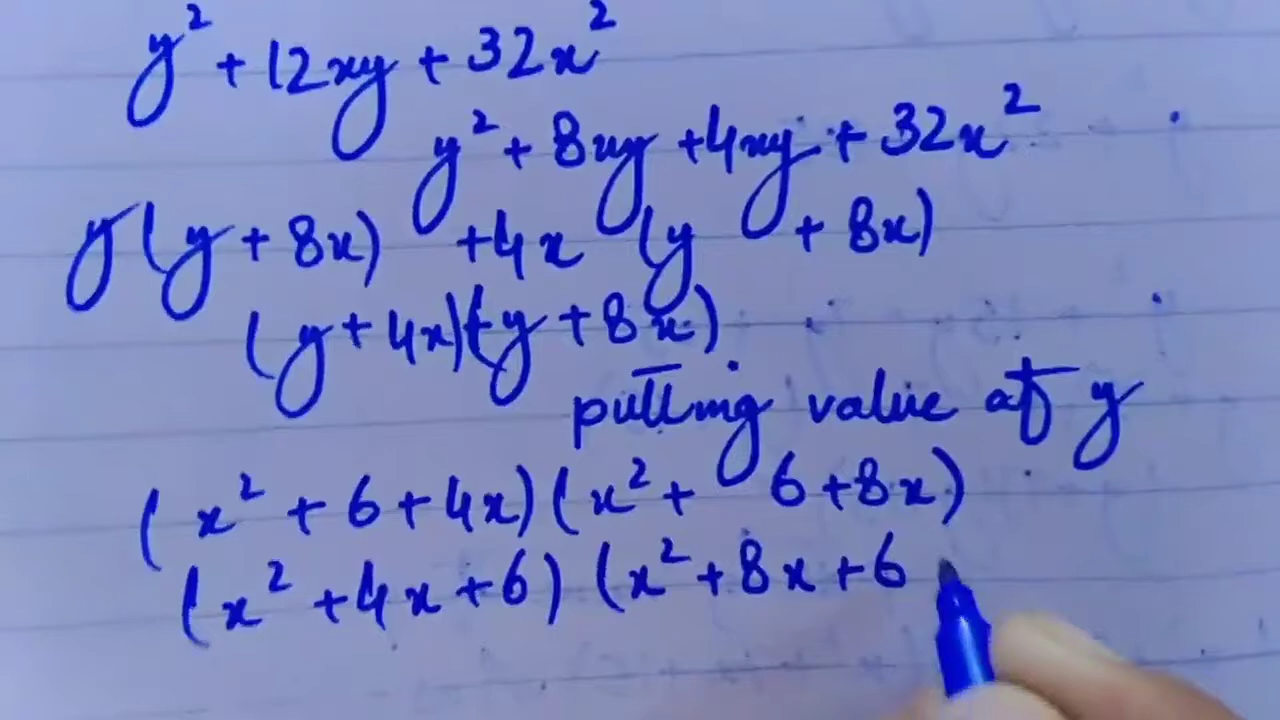 y² + 12xy + 32x²
y² + 8xy + 4xy + 32x²
y(y + 8x) + 4x (y + 8x)
(y + 4x)(y + 8x)
putting value of y
(x² + 6 + 4x)(x² + 6 + 8x)
(x² + 4x + 6) (x² + 8x + 6